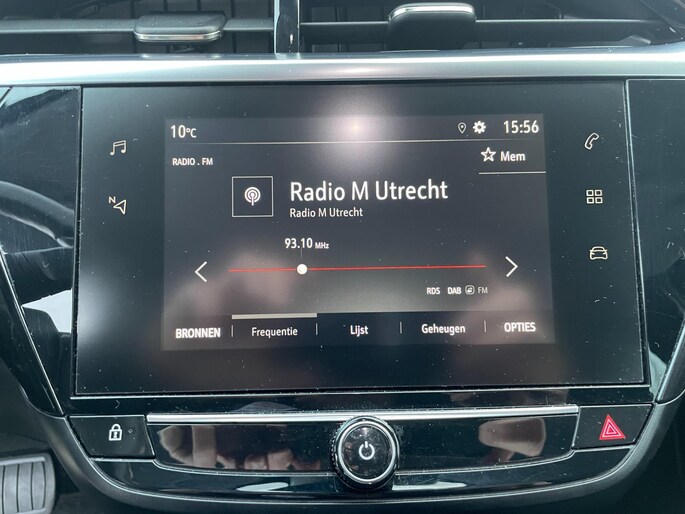 10°C 15:56
RADIO . FM Mem
Radio M Utrecht
Radio M Utrecht
N
93.10 MHz
RDS DAB FM
BRONNEN Frequentie Lijst Geheugen OPTIES